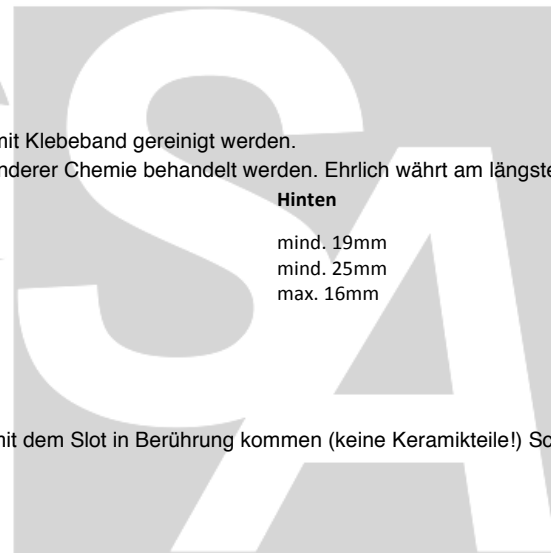 mit Klebeband gereinigt werden.
nderer Chemie behandelt werden. Ehrlich währt am längste
Hinten
mind. 19mm
mind. 25mm
max. 16mm
mit dem Slot in Berührung kommen (keine Keramikteile!) Sc